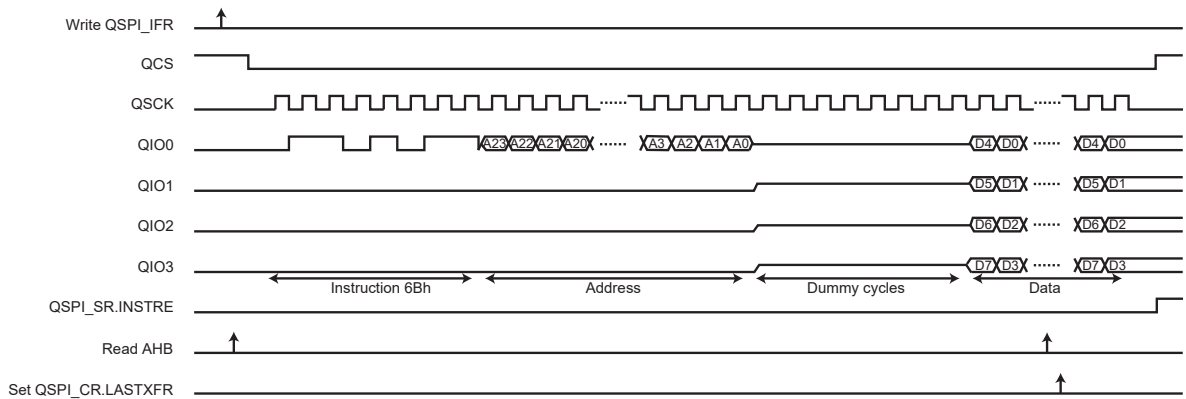 Write QSPI_IFR
QCS
QSCK
QIO0 A23 A22 A21 A20 ...... A3 A2 A1 A0 D4 D0 ...... D4 D0
QIO1 D5 D1 ...... D5 D1
QIO2 D6 D2 ...... D6 D2
QIO3 D7 D3 ...... D7 D3
Instruction 6Bh Address Dummy cycles Data
QSPI_SR.INSTRE
Read AHB
Set QSPI_CR.LASTXFR